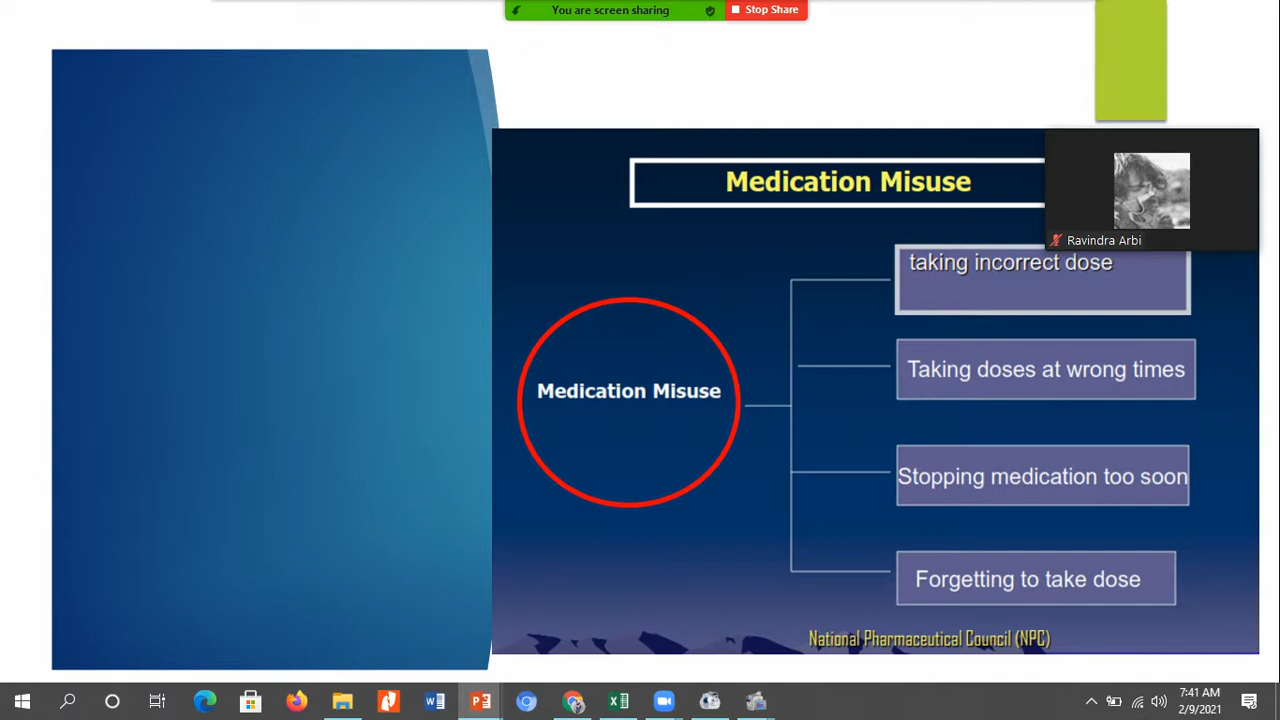 You are screen sharing
Stop Share
Medication Misuse
Ravindra Arbi
taking incorrect dose
Taking doses at wrong times
Medication Misuse
Stopping medication too soon
Forgetting to take dose
National Pharmaceutical Council (NPC)
7:41 AM
2/9/2021